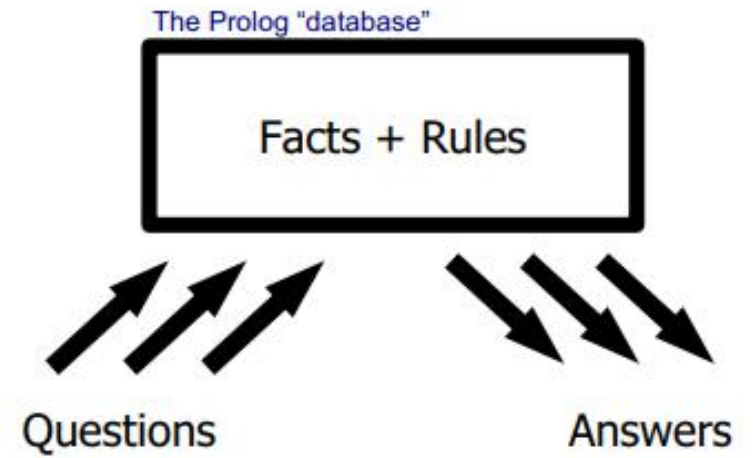 The Prolog “database”
Facts + Rules
Questions
Answers